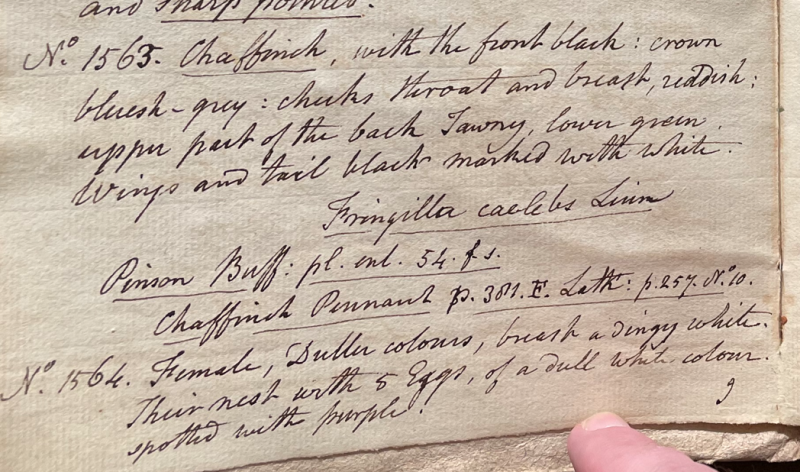 and sharp pointed.
No. 1563. Chaffinch, with the front black: crown
bluesh-grey: cheeks throat and breast, reddish:
upper part of the back Tawny, lower green.
Wings and tail black marked with white.
Fringilla caelebs Linn
Pinson Buff: pl. enl. 54. f 1.
Chaffinch Pennant p. 381. F. Lath: p. 257. No. 10.
No. 1564. Female, Duller colours, breast a dingy white.
Their nest with 5 Eggs, of a dull white colour.
spotted with purple.
9